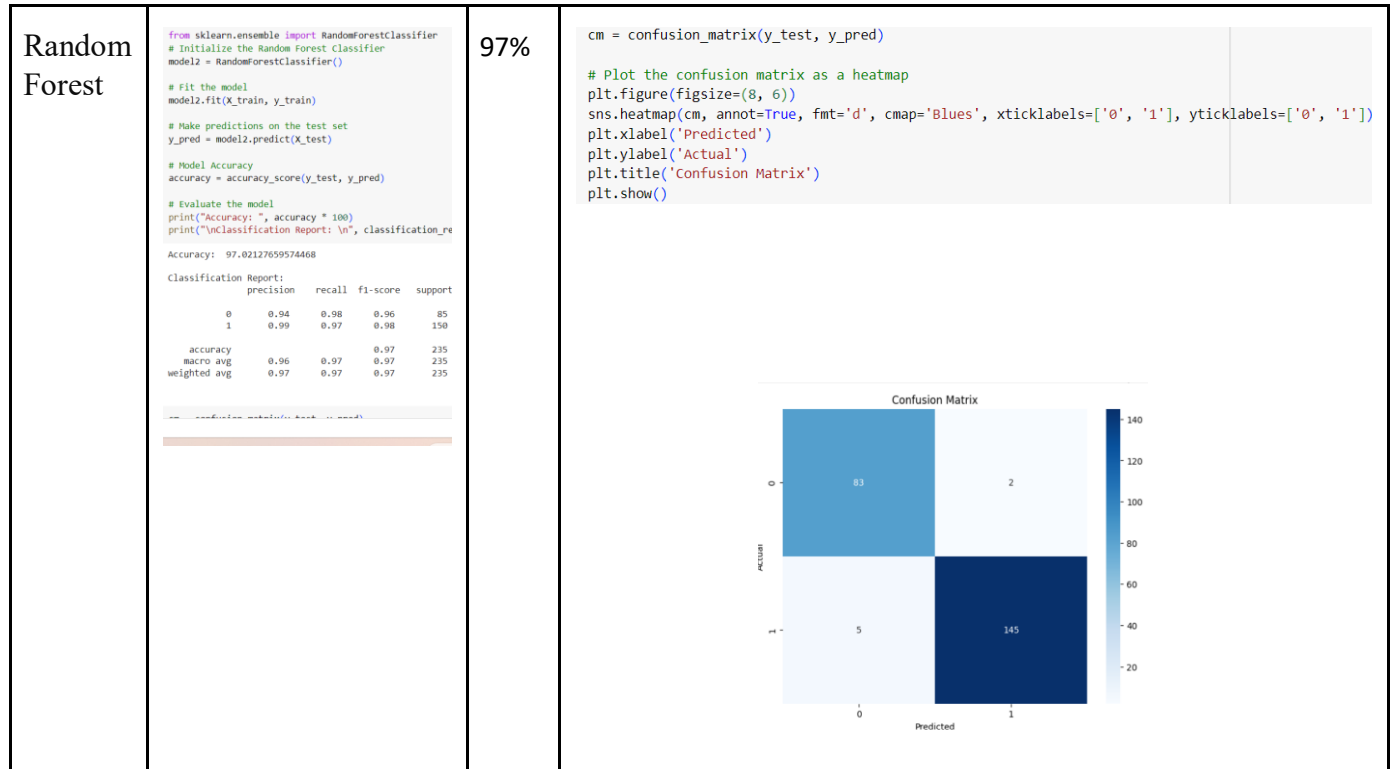 Random
Forest
from sklearn.ensemble import RandomForestClassifier
# Initialize the Random Forest Classifier
model2 = RandomForestClassifier()
# Fit the model
model2.fit(X_train, y_train)
# Make predictions on the test set
y_pred = model2.predict(X_test)
# Model Accuracy
accuracy = accuracy_score(y_test, y_pred)
# Evaluate the model
print("Accuracy: ", accuracy * 100)
print("\nClassification Report: \n", classification_re
Accuracy:  97.02127659574468
Classification Report:
precision recall f1-score support
0 0.94 0.98 0.96 85
1 0.99 0.97 0.98 150
accuracy 0.97 235
macro avg 0.96 0.97 0.97 235
weighted avg 0.97 0.97 0.97 235
97%
cm = confusion_matrix(y_test, y_pred)
# Plot the confusion matrix as a heatmap
plt.figure(figsize=(8, 6))
sns.heatmap(cm, annot=True, fmt='d', cmap='Blues', xticklabels=['0', '1'], yticklabels=['0', '1'])
plt.xlabel('Predicted')
plt.ylabel('Actual')
plt.title('Confusion Matrix')
plt.show()
Confusion Matrix
140
120
100
80
60
40
20
0
83 2
Actual
1
5 145
0 1
Predicted